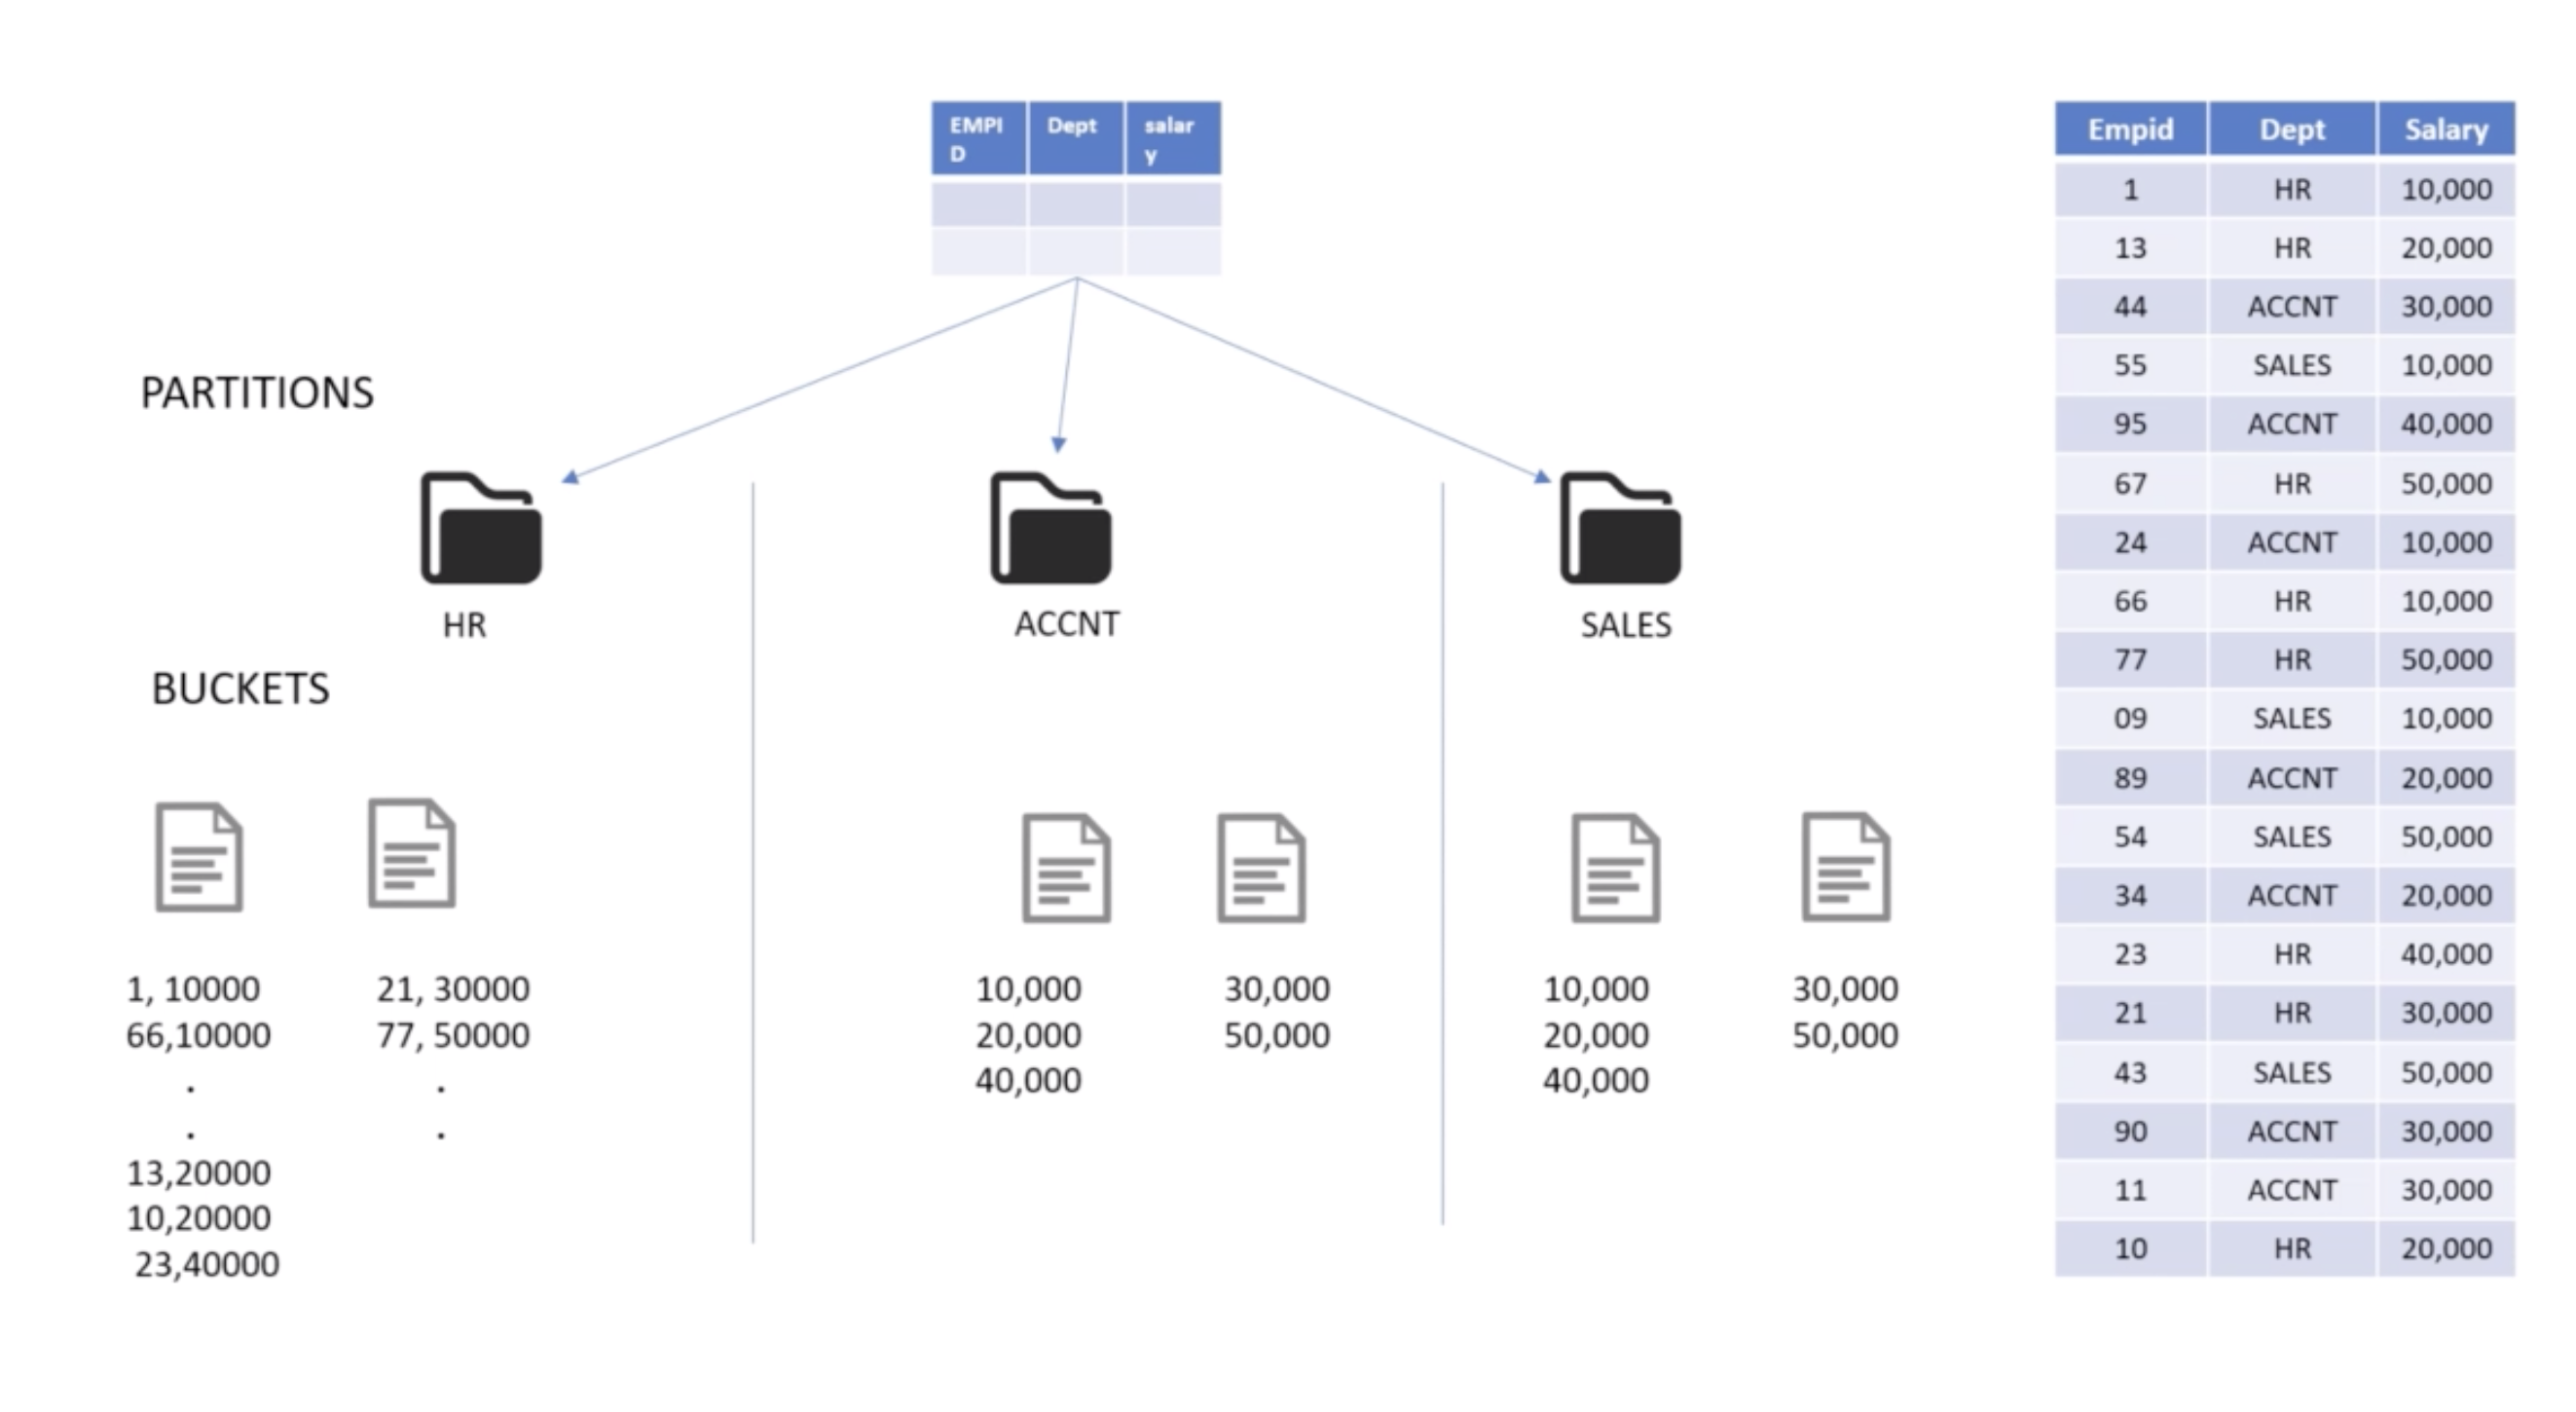 EMPI
D
Dept
salar
y
PARTITIONS
HR
ACCNT
SALES
BUCKETS
1, 10000
66,10000
.
.
13,20000
10,20000
23,40000
21, 30000
77, 50000
.
.
10,000
20,000
40,000
30,000
50,000
10,000
20,000
40,000
30,000
50,000
Empid Dept Salary
1 HR 10,000
13 HR 20,000
44 ACCNT 30,000
55 SALES 10,000
95 ACCNT 40,000
67 HR 50,000
24 ACCNT 10,000
66 HR 10,000
77 HR 50,000
09 SALES 10,000
89 ACCNT 20,000
54 SALES 50,000
34 ACCNT 20,000
23 HR 40,000
21 HR 30,000
43 SALES 50,000
90 ACCNT 30,000
11 ACCNT 30,000
10 HR 20,000